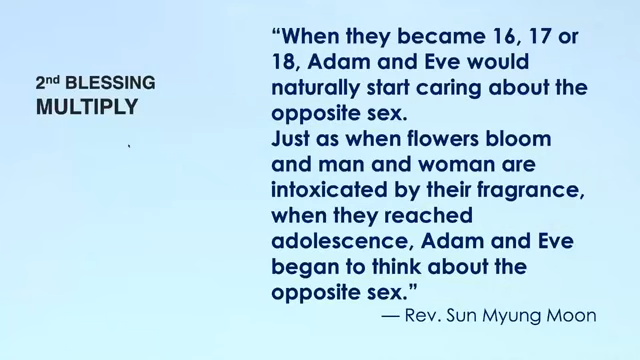 2nd BLESSING
MULTIPLY
“When they became 16, 17 or
18, Adam and Eve would
naturally start caring about the
opposite sex.
Just as when flowers bloom
and man and woman are
intoxicated by their fragrance,
when they reached
adolescence, Adam and Eve
began to think about the
opposite sex.”
— Rev. Sun Myung Moon